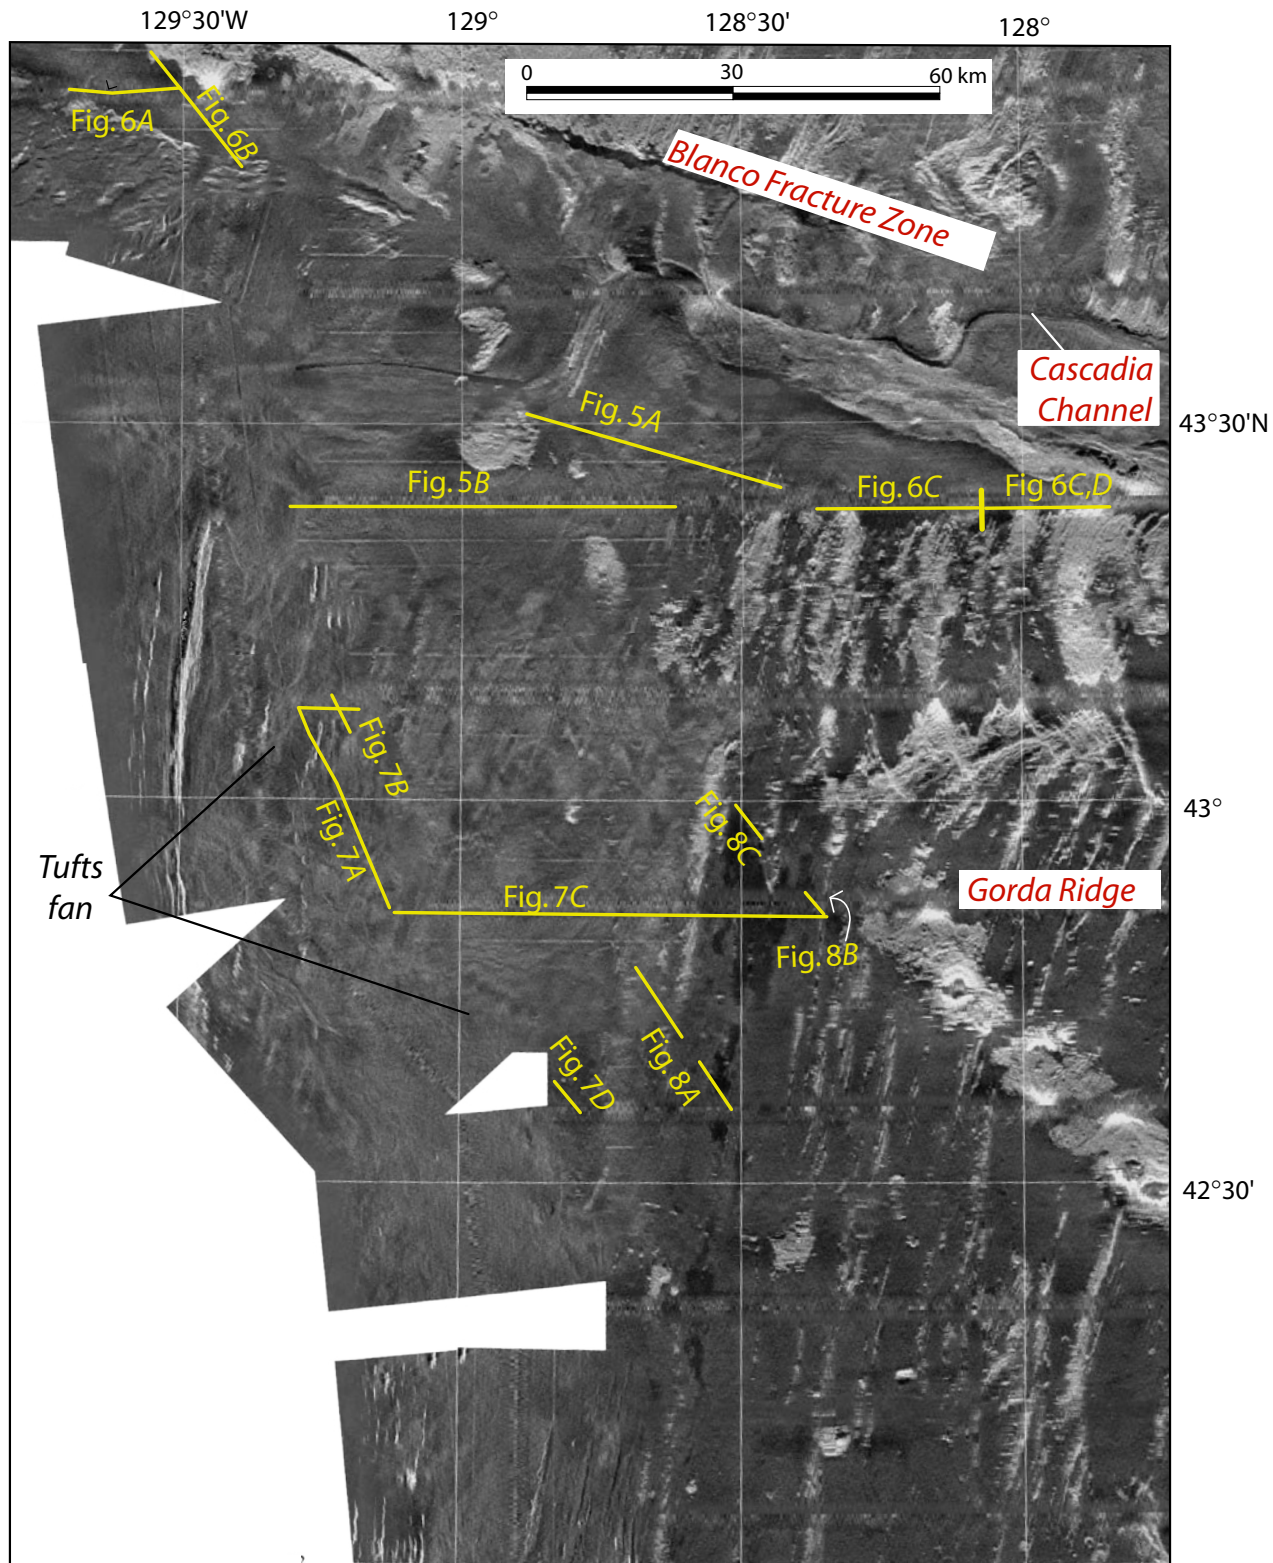 129°30'W
129°
128°30'
128°
0
30
60 km
Fig. 6A
Fig. 6B
Blanco Fracture Zone
Cascadia
Channel
43°30'N
Fig. 5A
Fig. 5B
Fig. 6C
Fig 6C,D
Fig. 7B
Fig. 7A
43°
Fig. 8C
Tufts
fan
Fig. 7C
Gorda Ridge
Fig. 8B
Fig. 8A
Fig. 7D
42°30'